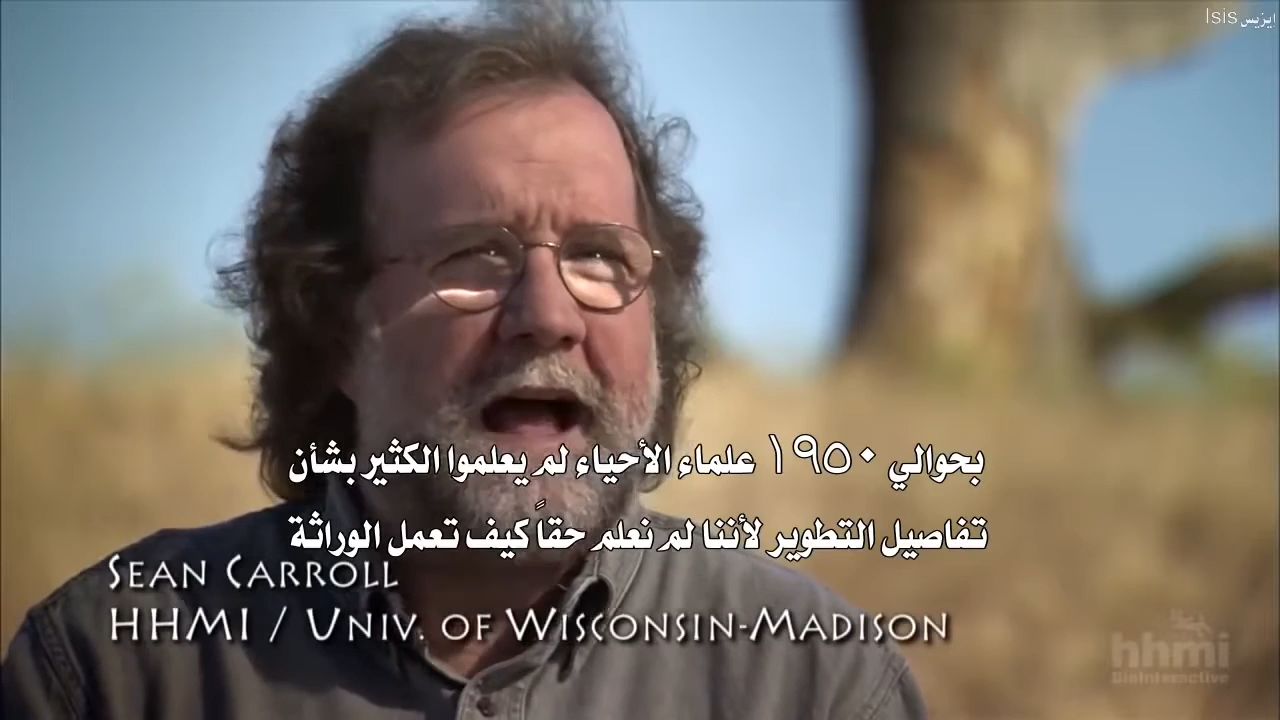 ايزيس Isis
بحوالي ١٩٥٠ علماء الأحياء لم يعلموا الكثير بشأن
تفاصيل التطوير لأننا لم نعلم حقاً كيف تعمل الوراثة
SEAN CARROLL
HHMI / UNIV. OF WISCONSIN-MADISON
hhmi
BioInteractive